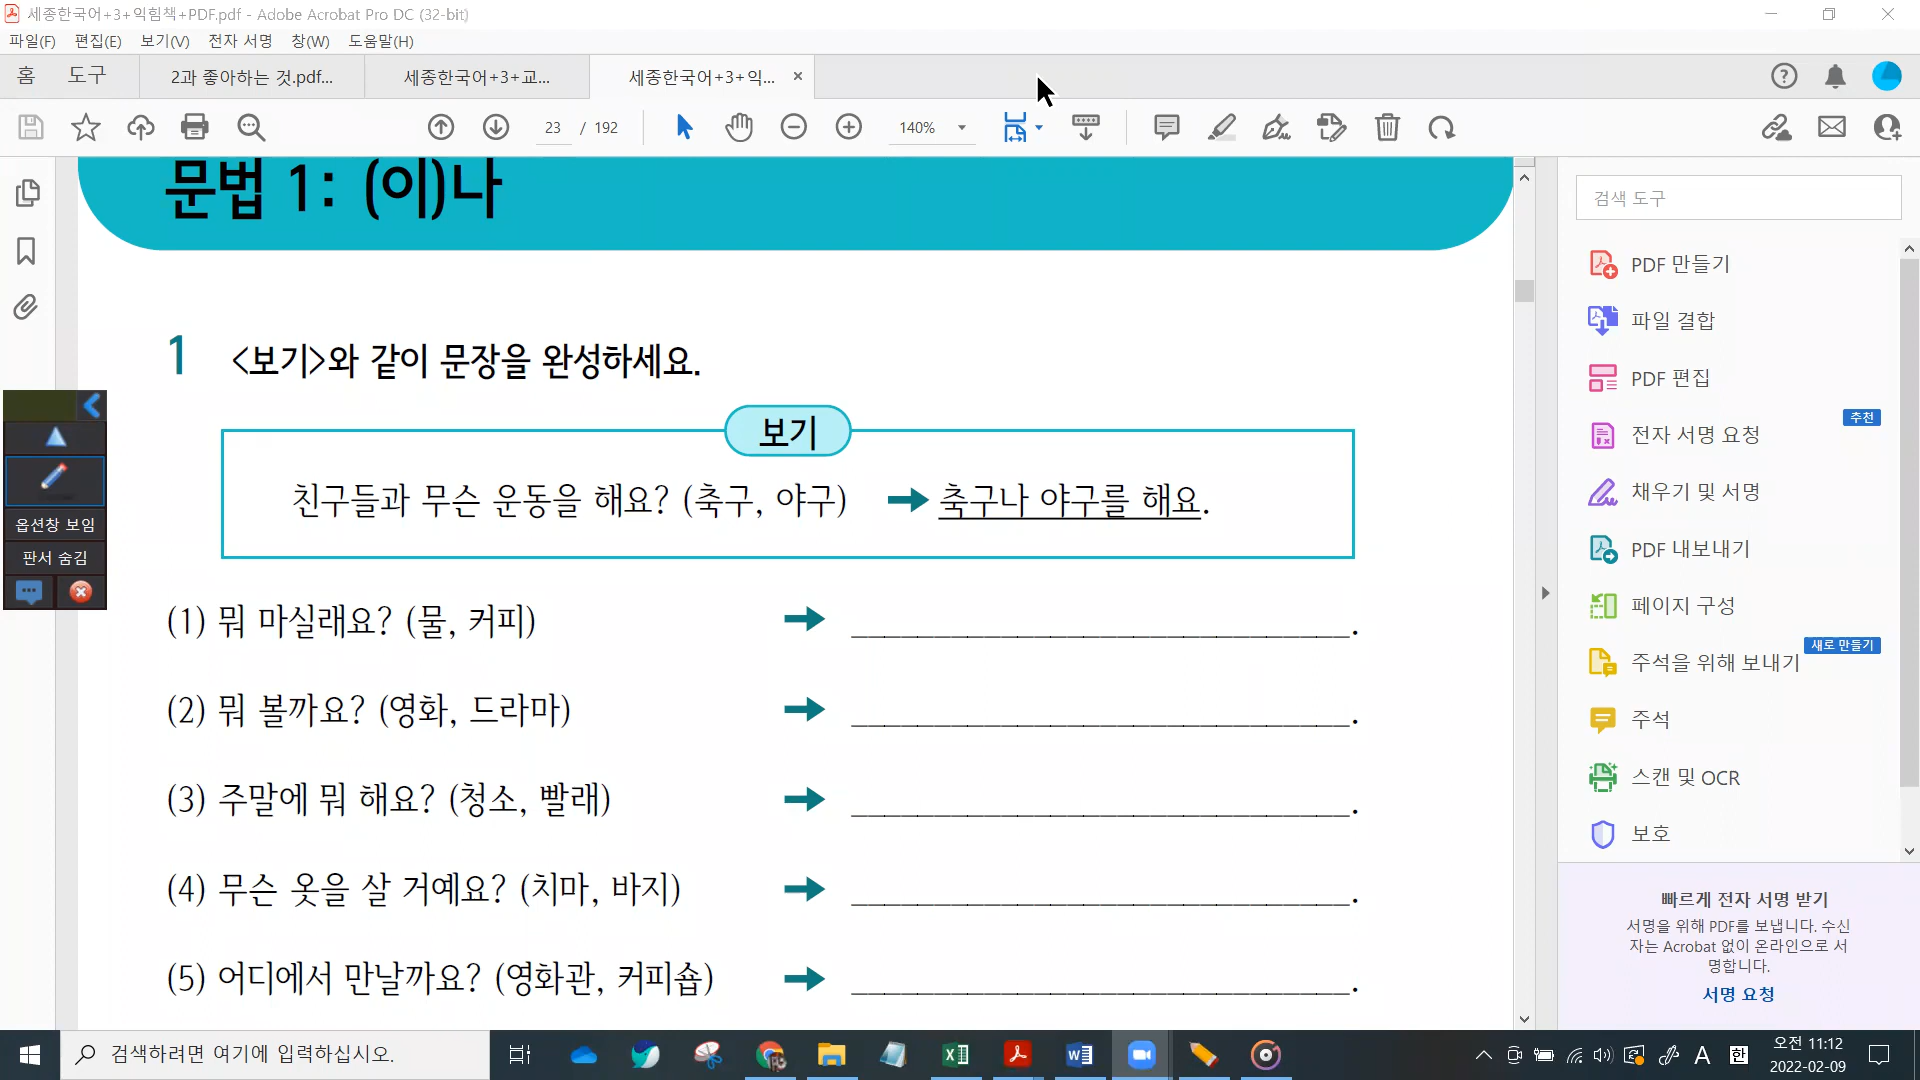 세종한국어+3+익힘책+PDF.pdf - Adobe Acrobat Pro DC (32-bit)
파일(F) 편집(E) 보기(V) 전자 서명 창(W) 도움말(H)
홈 도구 2과 좋아하는 것.pdf... 세종한국어+3+교... 세종한국어+3+익... ×
23 / 192 140%
문법 1: (이)나
1 <보기>와 같이 문장을 완성하세요.
보기
친구들과 무슨 운동을 해요? (축구, 야구) ➡ 축구나 야구를 해요.
(1) 뭐 마실래요? (물, 커피) ➡ ______________________________.
(2) 뭐 볼까요? (영화, 드라마) ➡ ______________________________.
(3) 주말에 뭐 해요? (청소, 빨래) ➡ ______________________________.
(4) 무슨 옷을 살 거예요? (치마, 바지) ➡ ______________________________.
(5) 어디에서 만날까요? (영화관, 커피숍) ➡ ______________________________.
옵션창 보임
판서 숨김
검색 도구
PDF 만들기
파일 결합
PDF 편집
추천
전자 서명 요청
채우기 및 서명
PDF 내보내기
페이지 구성
새로 만들기
주석을 위해 보내기
주석
스캔 및 OCR
보호
빠르게 전자 서명 받기
서명을 위해 PDF를 보냅니다. 수신
자는 Acrobat 없이 온라인으로 서
명합니다.
서명 요청
검색하려면 여기에 입력하십시오.
A 한 오전 11:12
2022-02-09